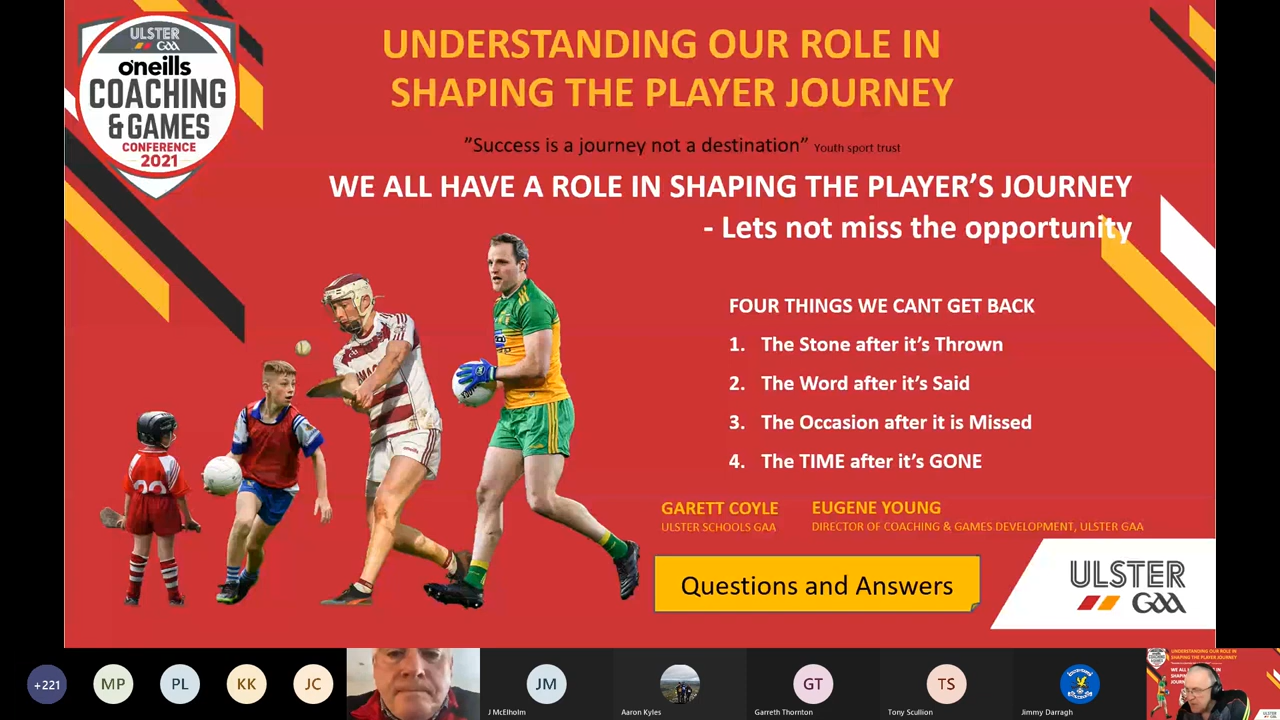 ULSTER
GAA
oneills
COACHING
& GAMES
CONFERENCE
2021
UNDERSTANDING OUR ROLE IN
SHAPING THE PLAYER JOURNEY
"Success is a journey not a destination" Youth sport trust
WE ALL HAVE A ROLE IN SHAPING THE PLAYER'S JOURNEY
- Lets not miss the opportunity
FOUR THINGS WE CANT GET BACK
1. The Stone after it's Thrown
2. The Word after it's Said
3. The Occasion after it is Missed
4. The TIME after it's GONE
GARETT COYLE
ULSTER SCHOOLS GAA
EUGENE YOUNG
DIRECTOR OF COACHING & GAMES DEVELOPMENT, ULSTER GAA
Questions and Answers
ULSTER
GAA
+221
MP
PL
KK
JC
JM
J McElholm
Aaron Kyles
GT
Garreth Thornton
TS
Tony Scullion
Jimmy Darragh